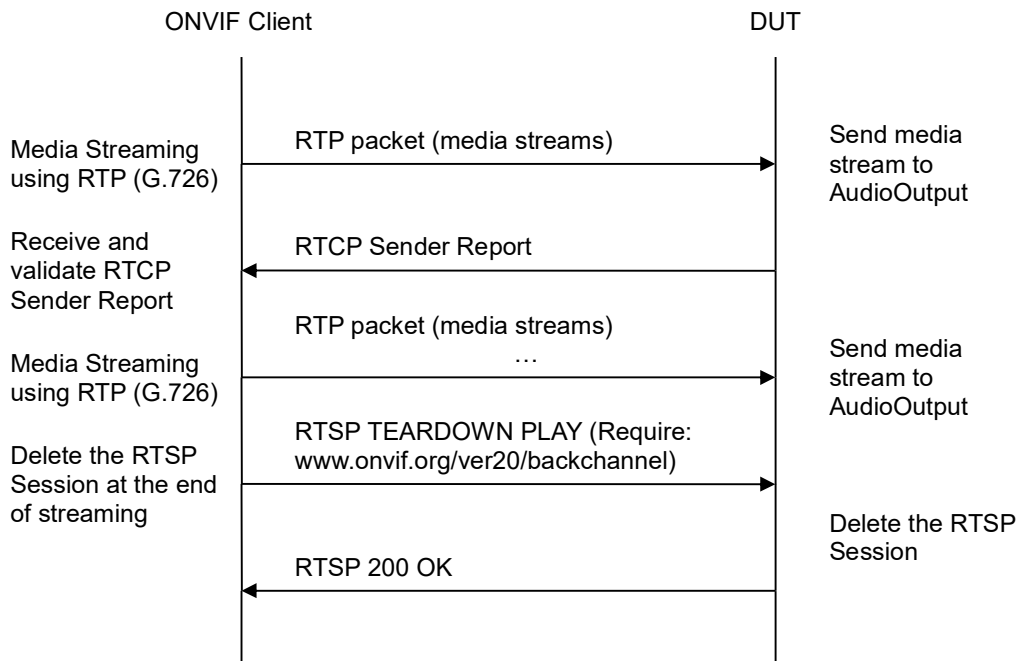 ONVIF Client
DUT
RTP packet (media streams)
Media Streaming
using RTP (G.726)
Send media
stream to
AudioOutput
Receive and
validate RTCP
Sender Report
RTCP Sender Report
RTP packet (media streams)
…
Media Streaming
using RTP (G.726)
Send media
stream to
AudioOutput
RTSP TEARDOWN PLAY (Require:
www.onvif.org/ver20/backchannel)
Delete the RTSP
Session at the end
of streaming
Delete the RTSP
Session
RTSP 200 OK